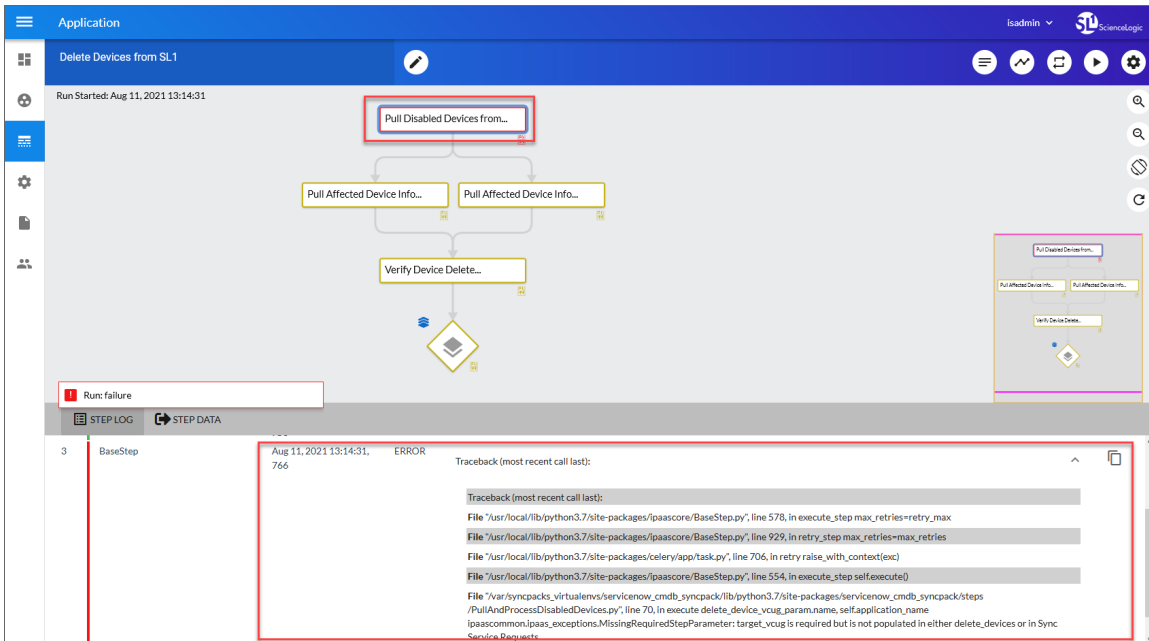 Application
isadmin
SL1
ScienceLogic
Delete Devices from SL1
Run Started: Aug 11, 2021 13:14:31
Pull Disabled Devices from...
Pull Affected Device Info...
Pull Affected Device Info...
Verify Device Delete...
Pull Disabled Devices from...
Pull Affected Device Info...
Pull Affected Device Info...
Verify Device Delete...
! Run: failure
STEP LOG
STEP DATA
3
BaseStep
Aug 11, 2021 13:14:31,
766
ERROR
Traceback (most recent call last):
Traceback (most recent call last):
File "/usr/local/lib/python3.7/site-packages/ipaascore/BaseStep.py", line 578, in execute_step max_retries=retry_max
File "/usr/local/lib/python3.7/site-packages/ipaascore/BaseStep.py", line 929, in retry_step max_retries=max_retries
File "/usr/local/lib/python3.7/site-packages/celery/app/task.py", line 706, in retry raise_with_context(exc)
File "/usr/local/lib/python3.7/site-packages/ipaascore/BaseStep.py", line 554, in execute_step self.execute()
File "/var/syncpacks_virtualenvs/servicenow_cmdb_syncpack/lib/python3.7/site-packages/servicenow_cmdb_syncpack/steps
/PullAndProcessDisabledDevices.py", line 70, in execute delete_device_vcug_param.name, self.application_name
ipaascommon.ipaas_exceptions.MissingRequiredStepParameter: target_vcug is required but is not populated in either delete_devices or in Sync
Service Requests